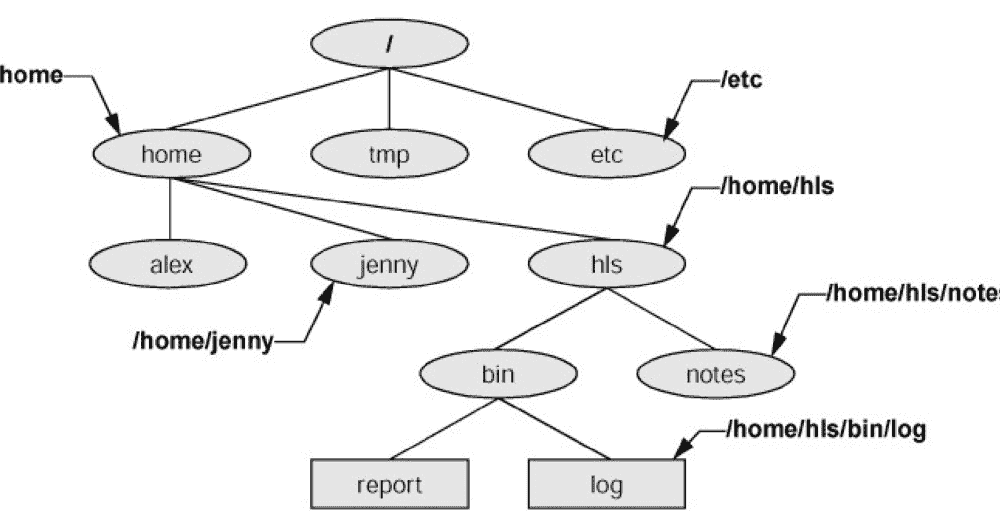 /
home
/etc
home
tmp
etc
/home/hls
alex
jenny
hls
/home/hls/notes
/home/jenny
bin
notes
/home/hls/bin/log
report
log